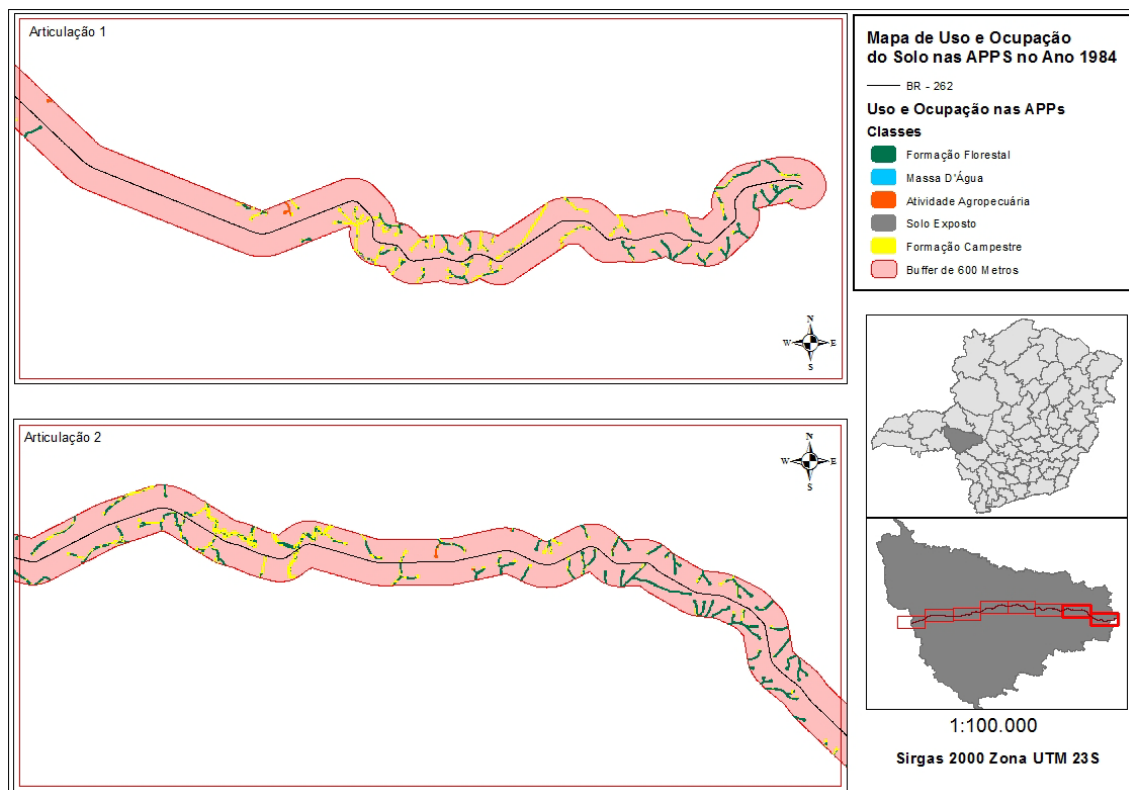 Articulação 1
N
W
E
S
Articulação 2
N
W
E
S
Mapa de Uso e Ocupação
do Solo nas APPS no Ano 1984
BR - 262
Uso e Ocupação nas APPs
Classes
Formação Florestal
Massa D'Água
Atividade Agropecuária
Solo Exposto
Formação Campestre
Buffer de 600 Metros
1:100.000
Sirgas 2000 Zona UTM 23S